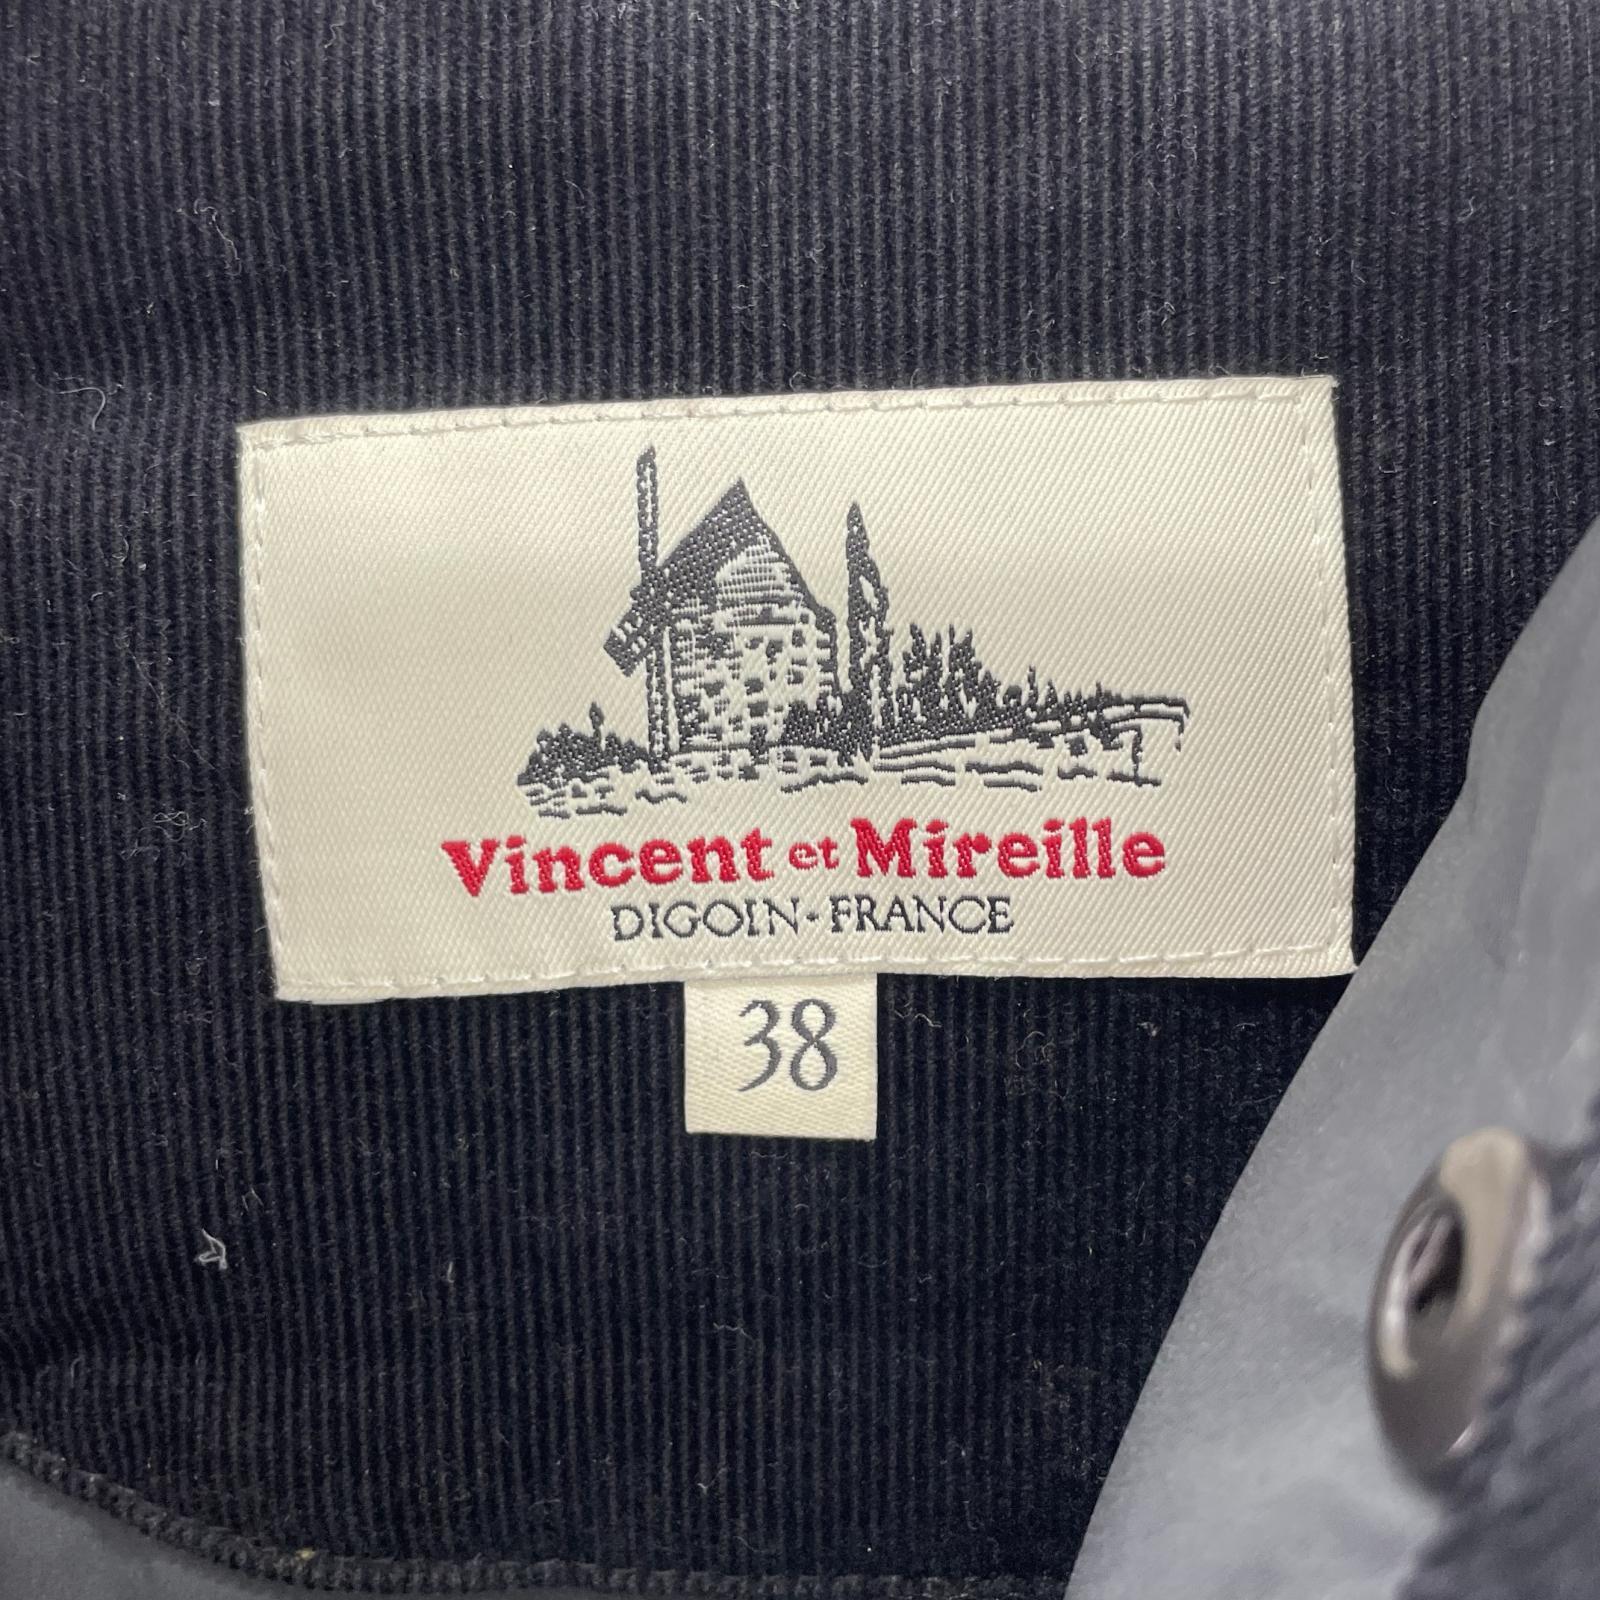 Vincent et Mireille
DIGOIN-FRANCE
38